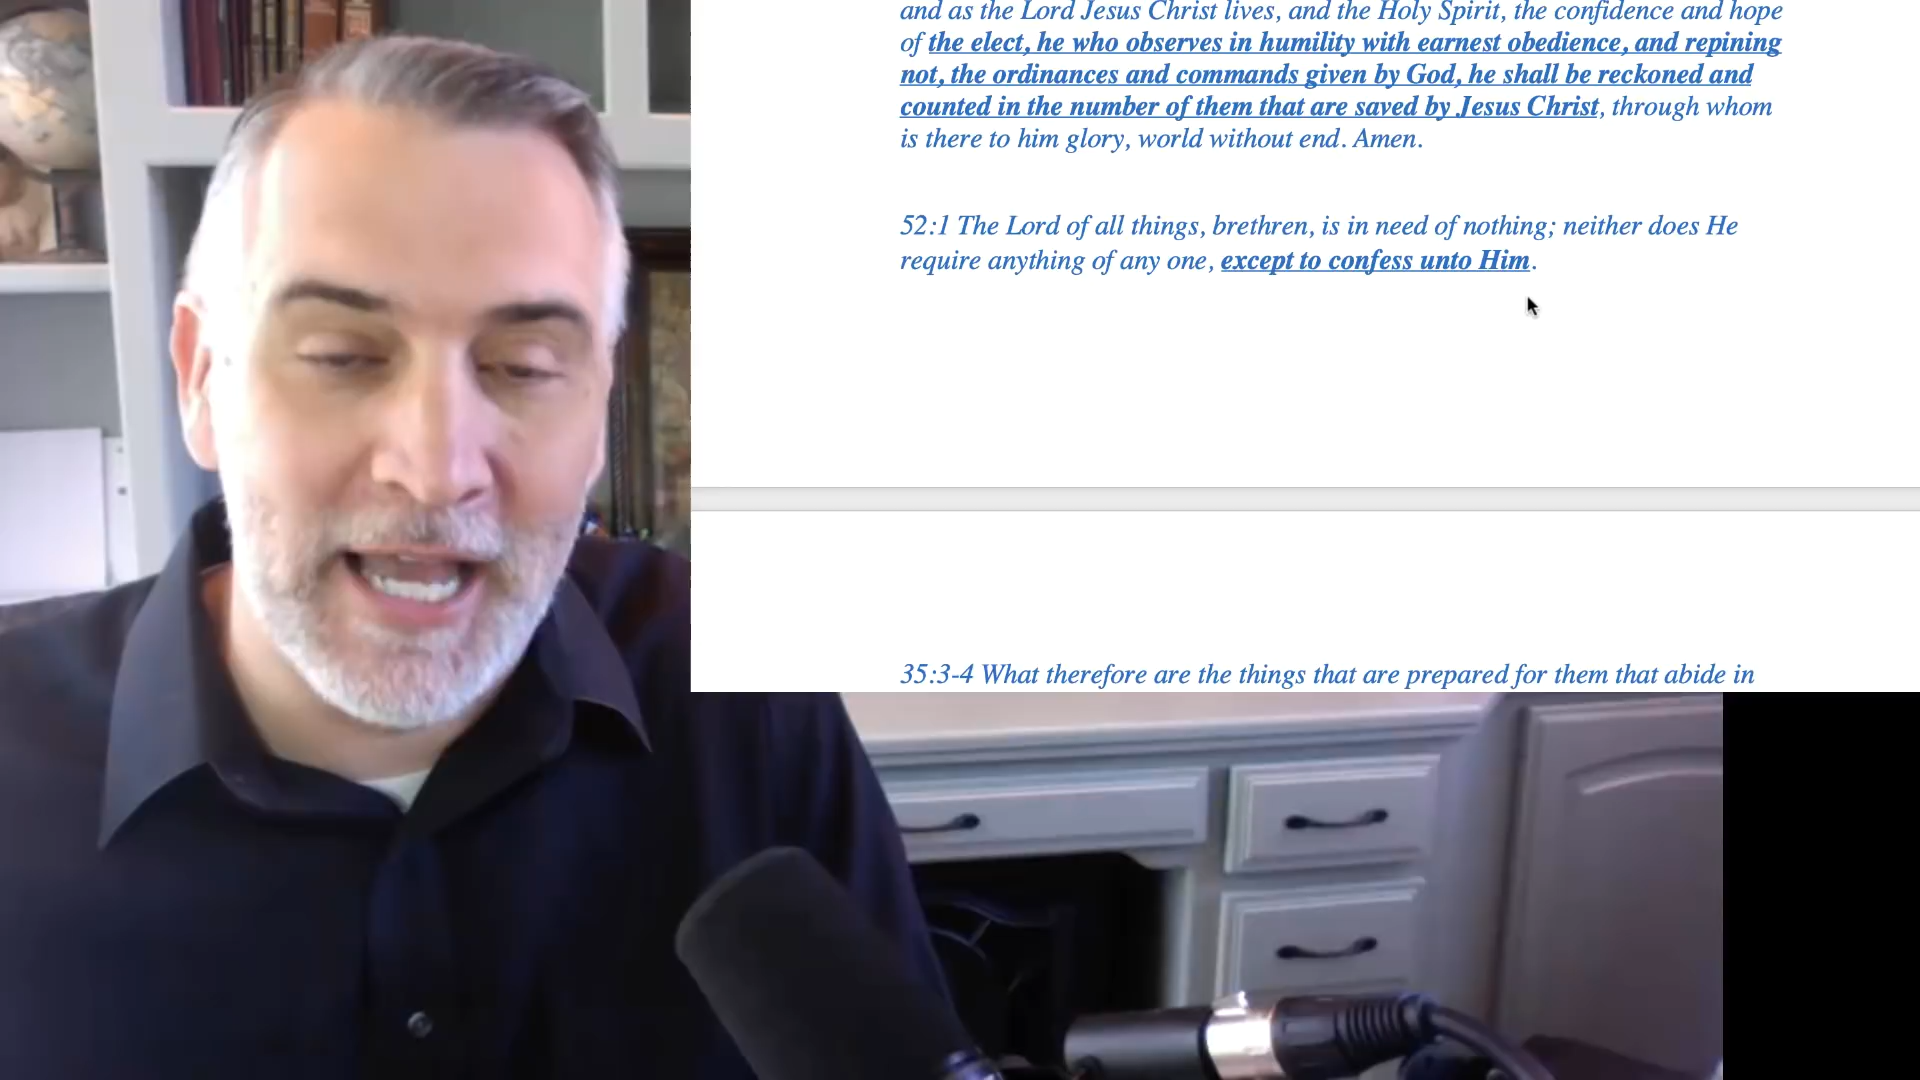 and as the Lord Jesus Christ lives, and the Holy Spirit, the confidence and hope
of the elect, he who observes in humility with earnest obedience, and repining
not, the ordinances and commands given by God, he shall be reckoned and
counted in the number of them that are saved by Jesus Christ, through whom
is there to him glory, world without end. Amen.
52:1 The Lord of all things, brethren, is in need of nothing; neither does He
require anything of any one, except to confess unto Him.
35:3-4 What therefore are the things that are prepared for them that abide in